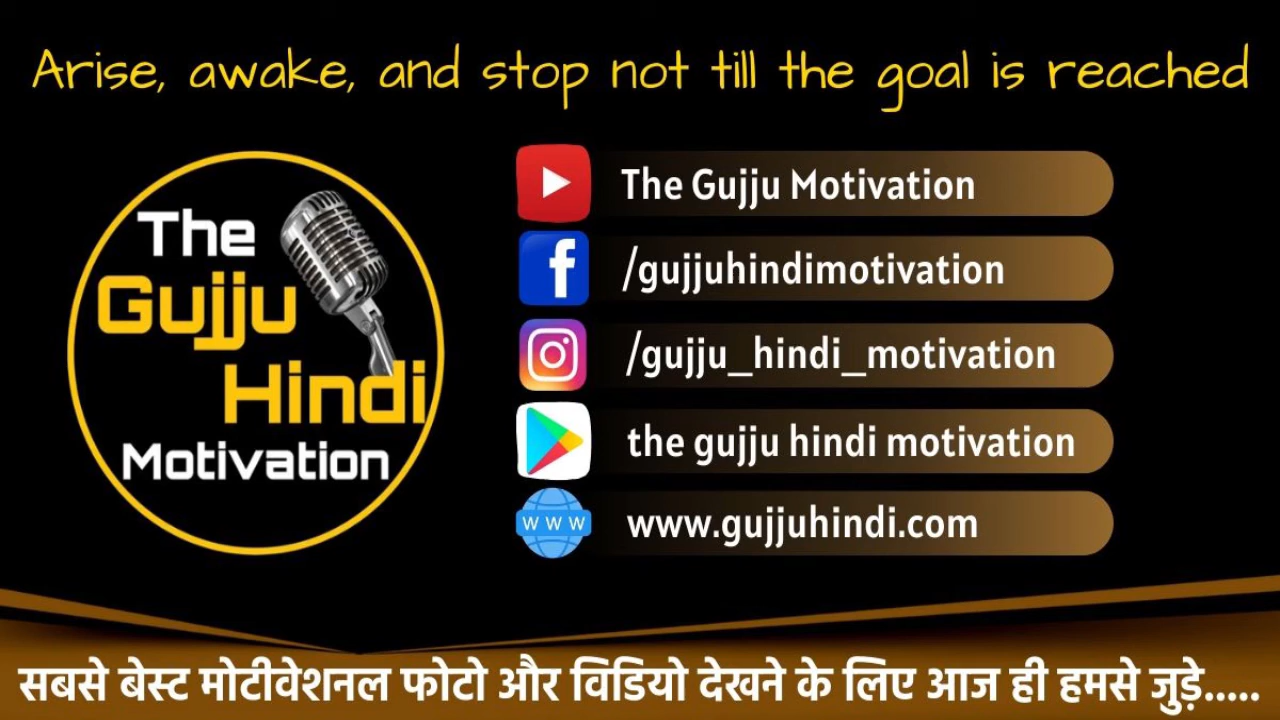 Arise, awake, and stop not till the goal is reached
The
Gujju
Hindi
Motivation
The Gujju Motivation
/gujjuhindimotivation
/gujju_hindi_motivation
the gujju hindi motivation
WWW
www.gujjuhindi.com
सबसे बेस्ट मोटीवेशनल फोटो और विडियो देखने के लिए आज ही हमसे जुड़े.....